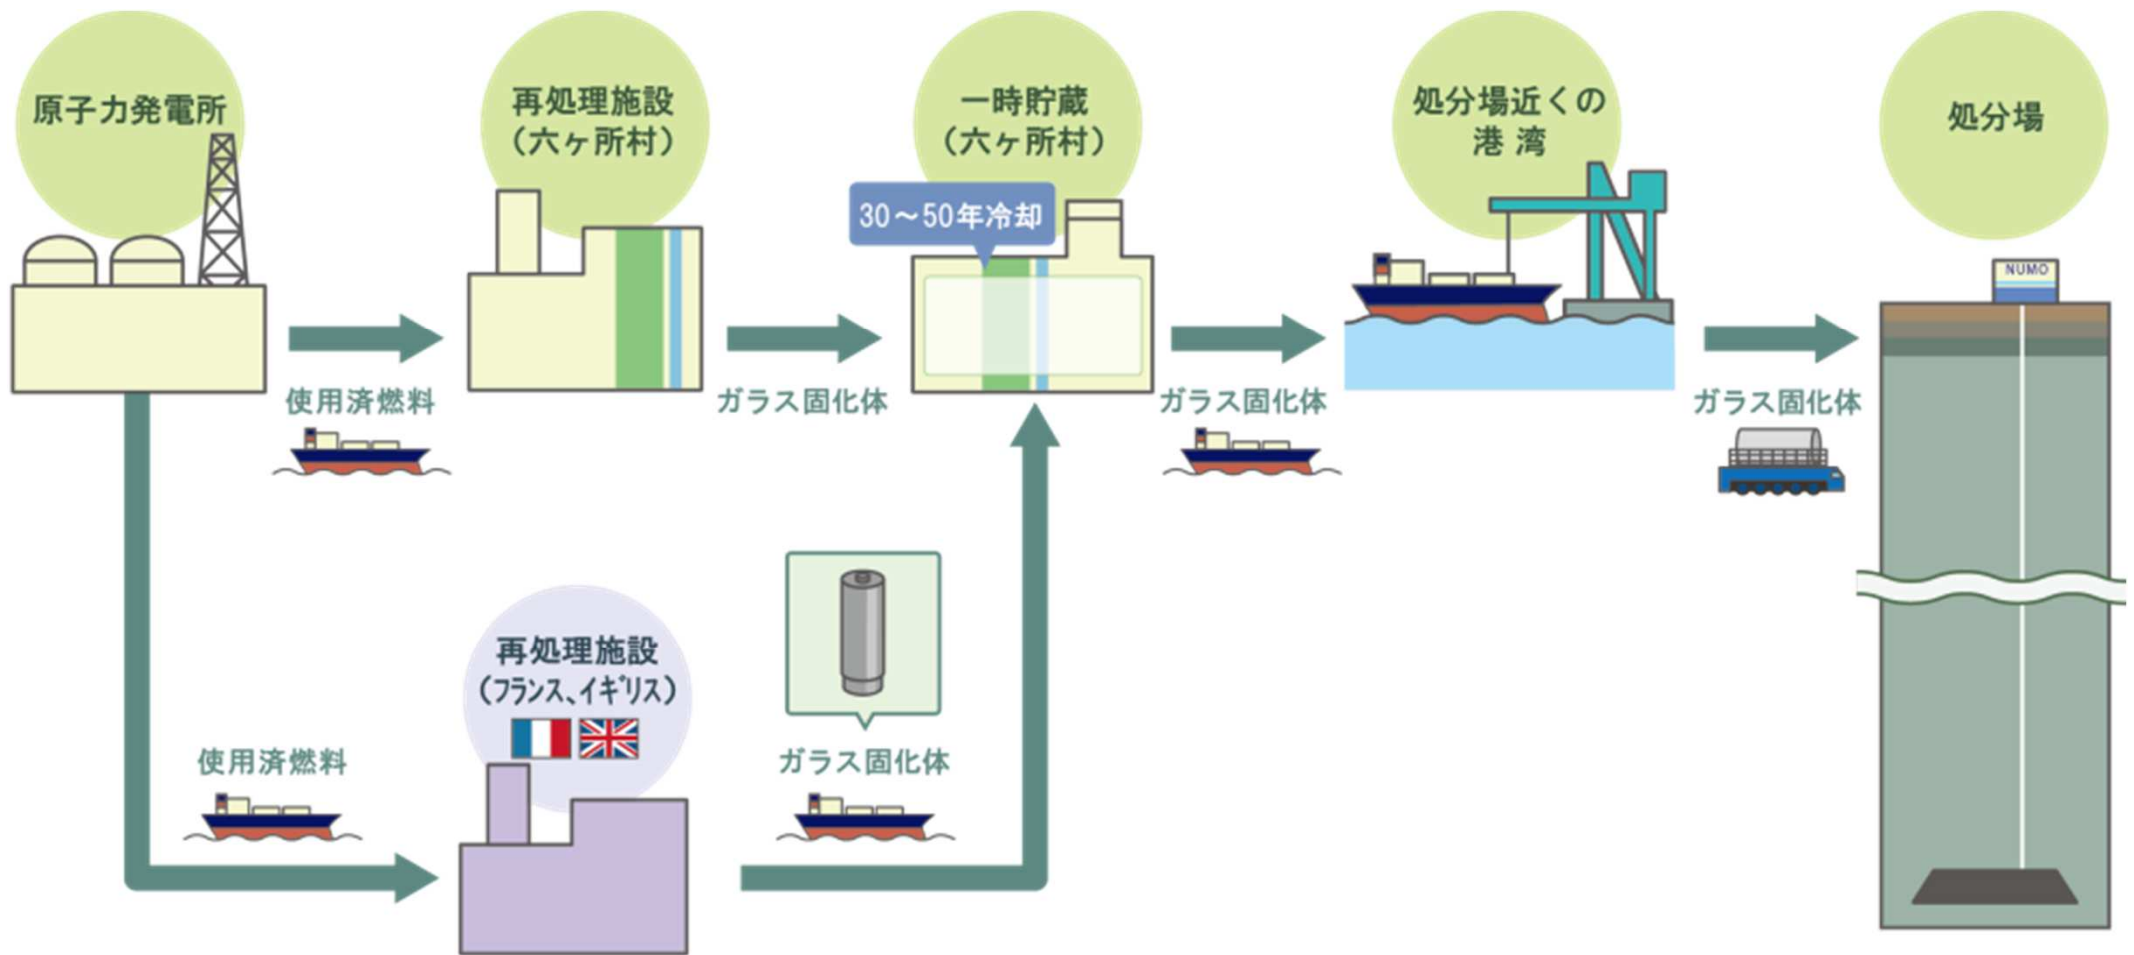 原子力発電所
再処理施設
（六ヶ所村）
一時貯蔵
（六ヶ所村）
30～50年冷却
処分場近くの
港 湾
処分場
NUMO
使用済燃料
ガラス固化体
ガラス固化体
ガラス固化体
再処理施設
（フランス、イギリス）
使用済燃料
ガラス固化体